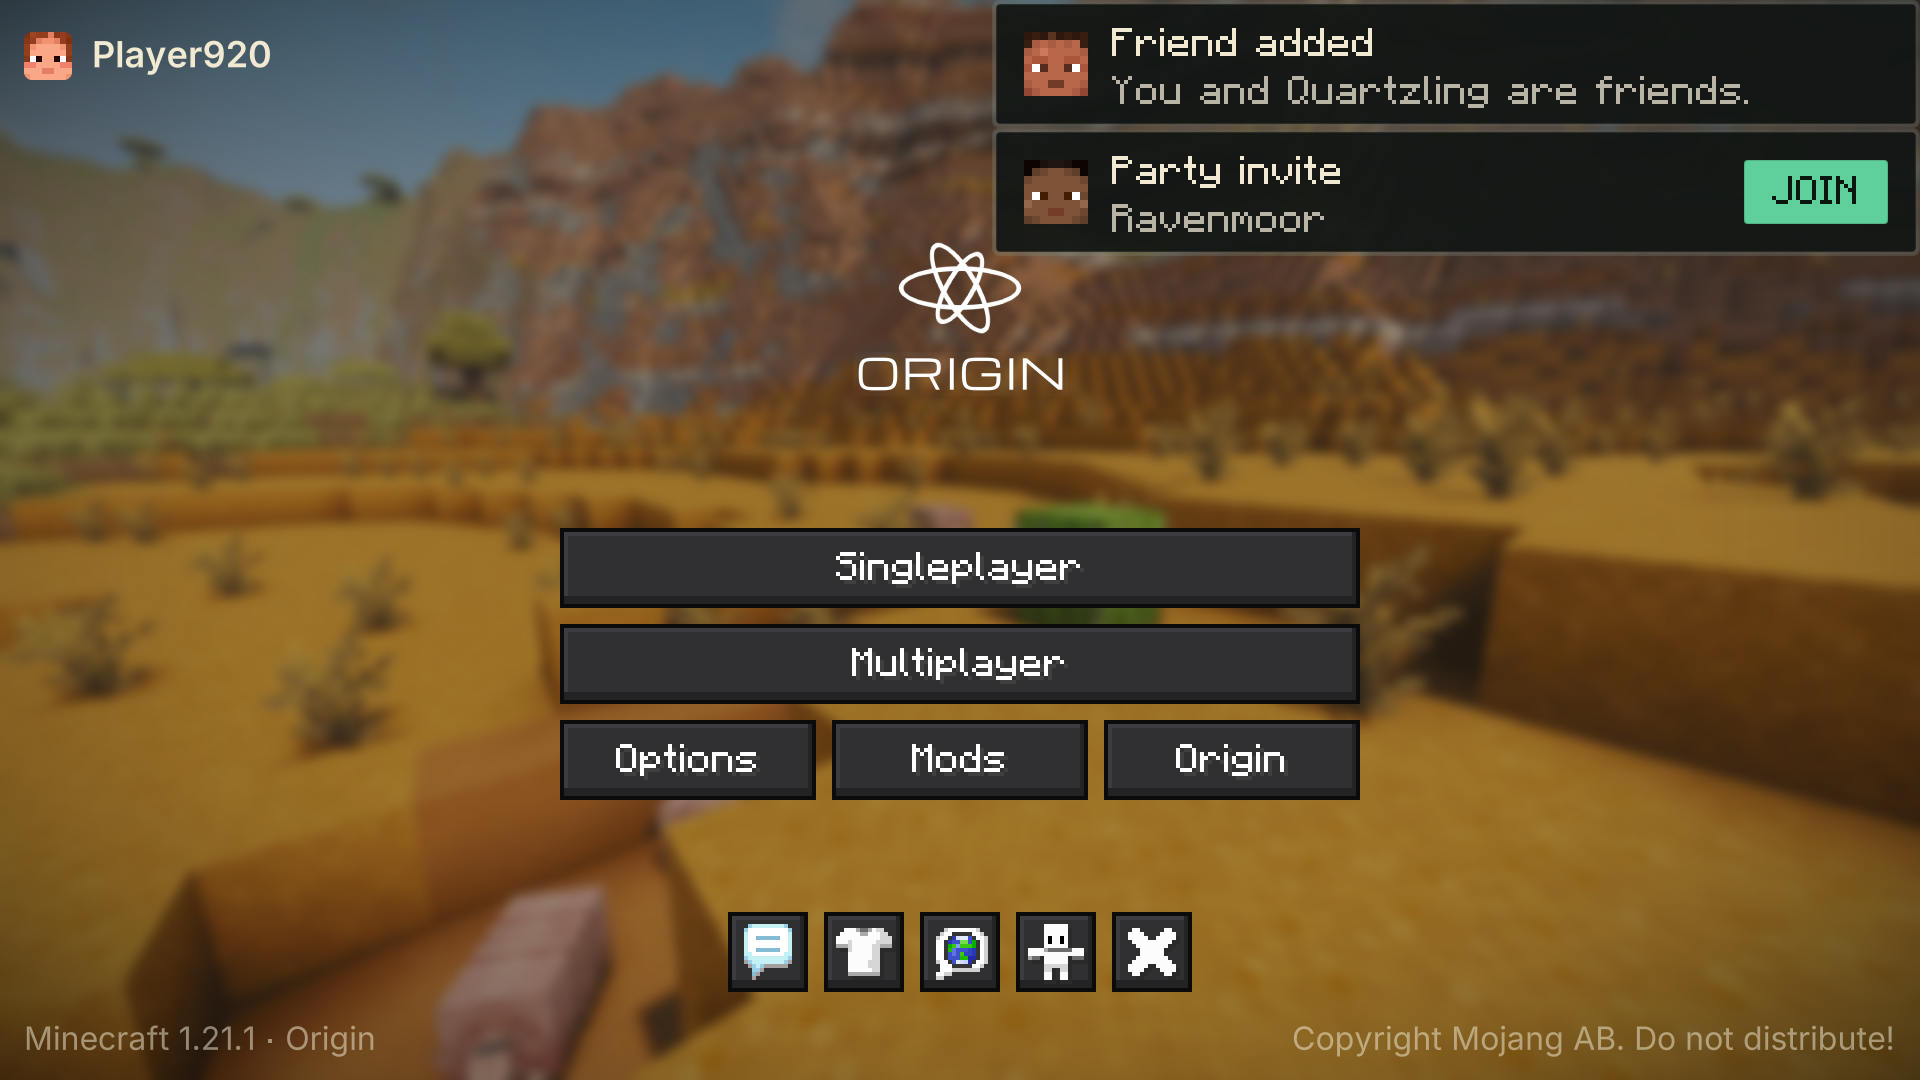 Player920
Friend added
You and Quartzling are friends.
Party invite
Ravenmoor
JOIN
ORIGIN
Singleplayer
Multiplayer
Options
Mods
Origin
Minecraft 1.21.1 · Origin
Copyright Mojang AB. Do not distribute!